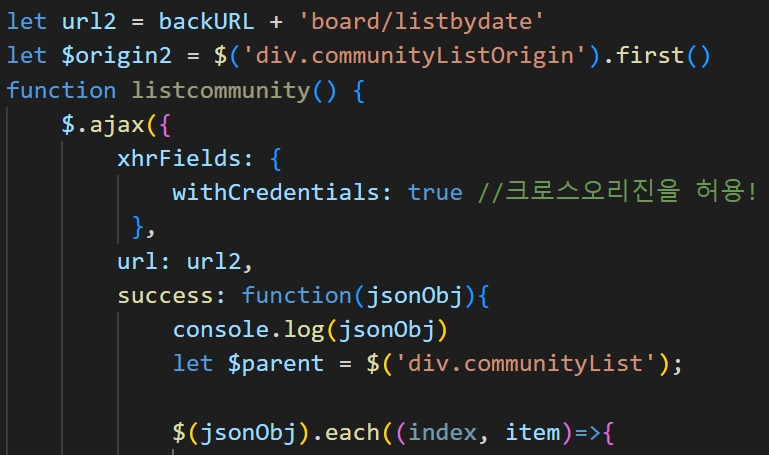 let url2 = backURL + 'board/listbydate'
let $origin2 = $('div.communityListOrigin').first()
function listcommunity() {
$.ajax({
xhrFields: {
withCredentials: true //크로스오리진을 허용!
},
url: url2,
success: function(jsonObj){
console.log(jsonObj)
let $parent = $('div.communityList');
$(jsonObj).each((index, item)=>{